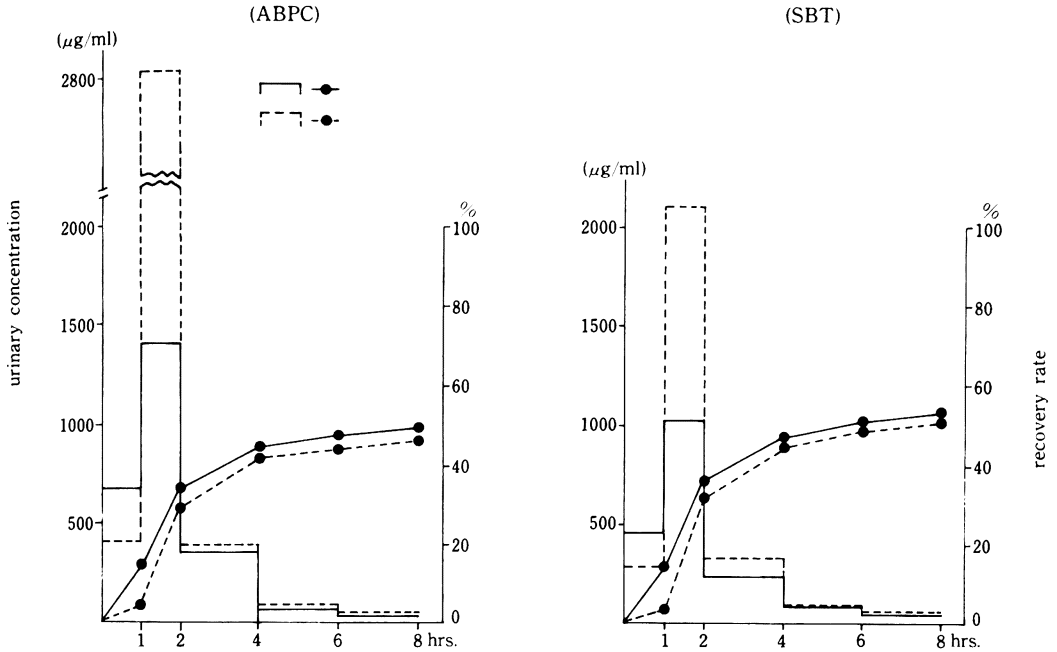 (ABPC)
(µg/ml)
2800
2000
1500
1000
500
urinary concentration
%
100
80
60
40
20
0
1 2 4 6 8 hrs.
(SBT)
(µg/ml)
2000
1500
1000
500
%
100
80
60
40
20
0
recovery rate
1 2 4 6 8 hrs.